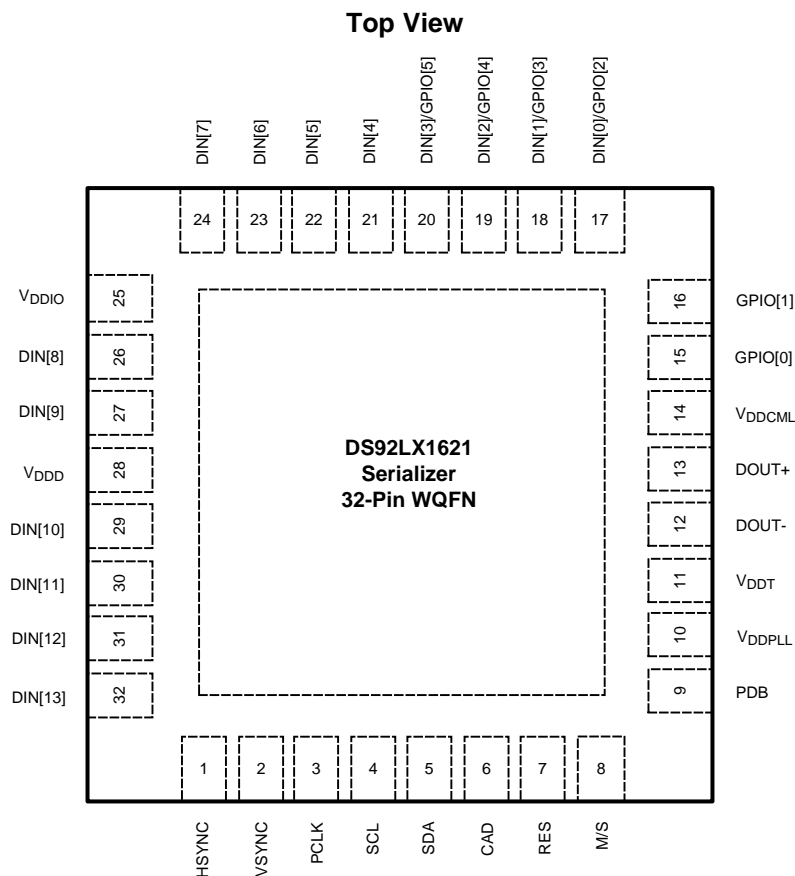 Top View
DIN[7]
DIN[6]
DIN[5]
DIN[4]
DIN[3]/GPIO[5]
DIN[2]/GPIO[4]
DIN[1]/GPIO[3]
DIN[0]/GPIO[2]
24
23
22
21
20
19
18
17
VDDIO
25
16
GPIO[1]
DIN[8]
26
15
GPIO[0]
DIN[9]
27
14
VDDCML
DS92LX1621
Serializer
32-Pin WQFN
VDDD
28
13
DOUT+
DIN[10]
29
12
DOUT-
DIN[11]
30
11
VDDT
DIN[12]
31
10
VDDPLL
DIN[13]
32
9
PDB
1
2
3
4
5
6
7
8
HSYNC
VSYNC
PCLK
SCL
SDA
CAD
RES
M/S